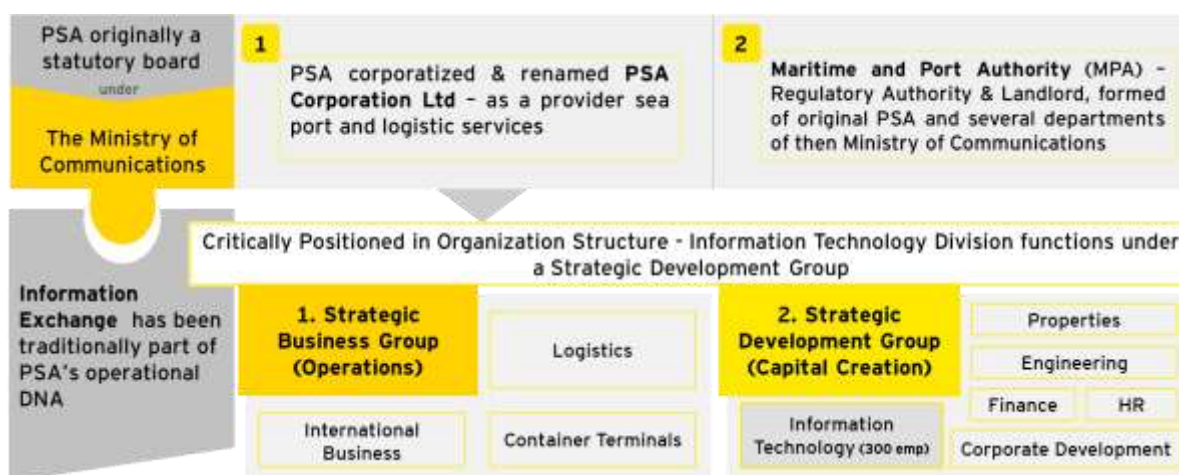 PSA originally a
statutory board
under
The Ministry of
Communications
1
PSA corporatized & renamed PSA
Corporation Ltd – as a provider sea
port and logistic services
2
Maritime and Port Authority (MPA) –
Regulatory Authority & Landlord, formed
of original PSA and several departments
of then Ministry of Communications
Critically Positioned in Organization Structure - Information Technology Division functions under
a Strategic Development Group
Information
Exchange has been
traditionally part of
PSA's operational
DNA
1. Strategic
Business Group
(Operations)
Logistics
International
Business
Container Terminals
2. Strategic
Development Group
(Capital Creation)
Properties
Engineering
Finance
HR
Information
Technology (300 emp)
Corporate Development